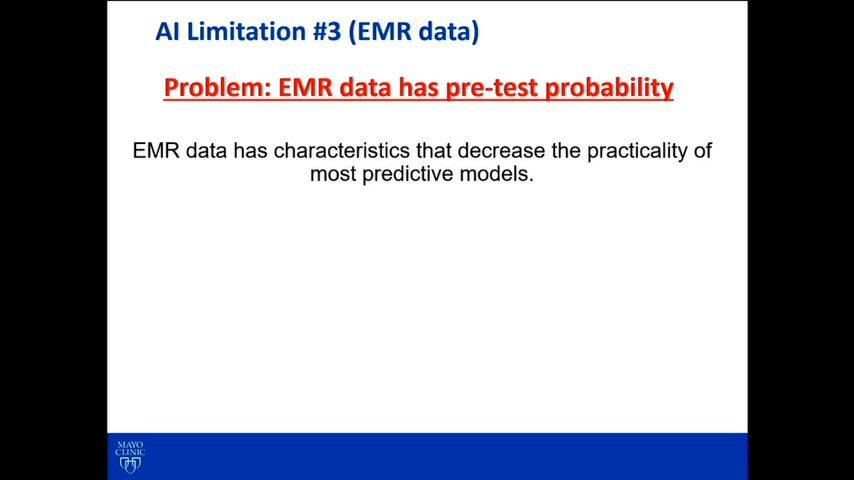 AI Limitation #3 (EMR data)
Problem: EMR data has pre-test probability
EMR data has characteristics that decrease the practicality of
most predictive models.
MAYO
CLINIC